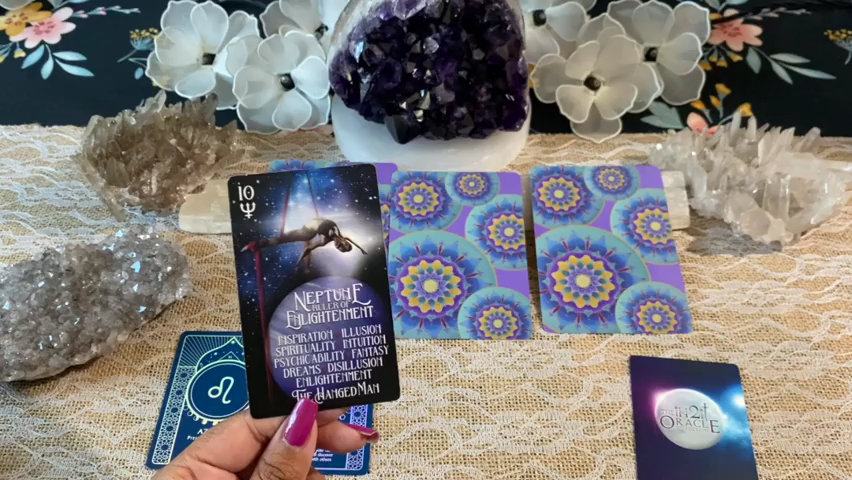 10
NEPTUNE
RULER OF
ENLIGHTENMENT
INSPIRATION ILLUSION
SPIRITUALITY INTUITION
PSYCHIC ABILITY FANTASY
DREAMS DISILLUSION
ENLIGHTENMENT
THE HANGED MAN
ORACLE